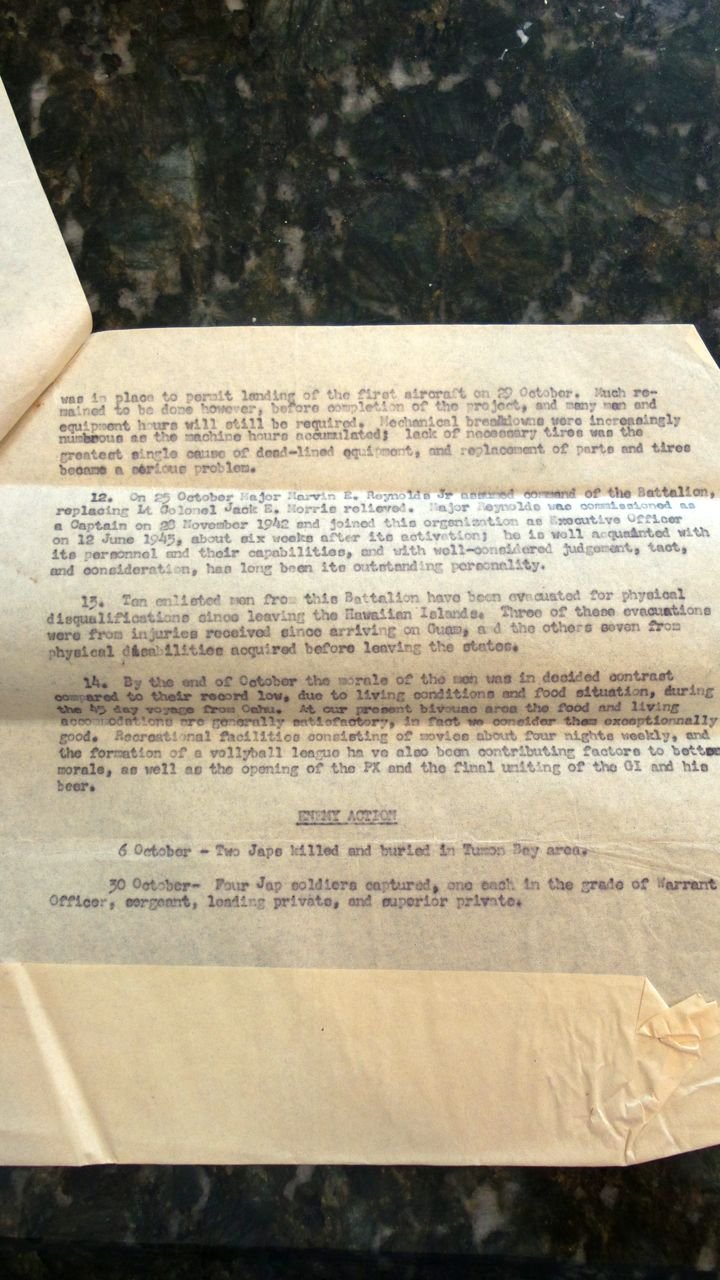 was in place to permit landing of the first aircraft on 29 October. Much re-
mained to be done however, before completion of the project, and many man and
equipment hours will still be required. Mechanical breakdowns were increasingly
numbrous as the machine hours accumulated; lack of necessary tires was the
greatest single cause of dead-lined equipment, and replacement of parts and tires
became a serious problem.
12. On 25 October Major Marvin E. Reynolds Jr assumed command of the Battalion,
replacing Lt Colonel Jack E. Morris relieved. Major Reynolds was commissioned as
a Captain on 28 November 1942 and joined this organization as Executive Officer
on 12 June 1943, about six weeks after its activation; he is well acquainted with
its personnel and their capabilities, and with well-considered judgement, tact,
and consideration, has long been its outstanding personality.
13. Ten enlisted men from this Battalion have been evacuated for physical
disqualifications since leaving the Hawaiian Islands. Three of these evacuations
were from injuries received since arriving on Guam, a d the others seven from
physical disabilities acquired before leaving the states.
14. By the end of October the morale of the men was in decided contrast
compared to their record low, due to living conditions and food situation, during
the 45 day voyage from Oahu. At our present bivouac area the food and living
accomodations are generally satisfactory, in fact we consider them exceptionally
good. Recreational facilities consisting of movies about four nights weekly, and
the formation of a vollyball league ha ve also been contributing factors to better
morale, as well as the opening of the PX and the final uniting of the GI and his
beer.
ENEMY ACTION
6 October - Two Japs killed and buried in Tumon Bay area.
30 October- Four Jap soldiers captured, one each in the grade of Warrant
Officer, sergeant, leading private, and superior private.